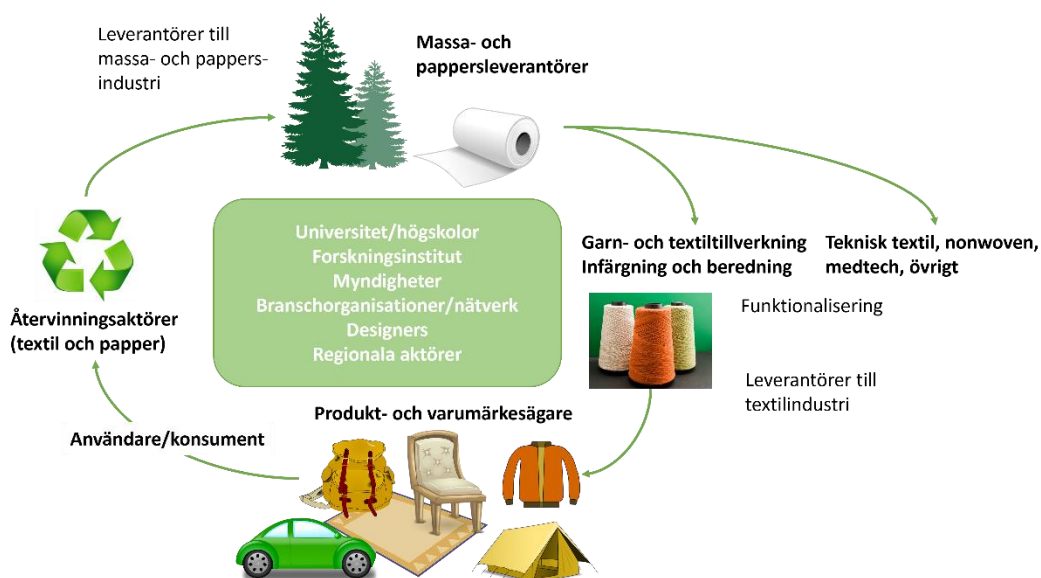 Leverantörer till
massa- och pappers-
industri
Massa- och
pappersleverantörer
Universitet/högskolor
Forskningsinstitut
Myndigheter
Branschorganisationer/nätverk
Designers
Regionala aktörer
Garn- och textiltillverkning
Infärgning och beredning
Teknisk textil, nonwoven,
medtech, övrigt
Funktionalisering
Leverantörer till
textilindustri
Återvinningsaktörer
(textil och papper)
Produkt- och varumärkesägare
Användare/konsument